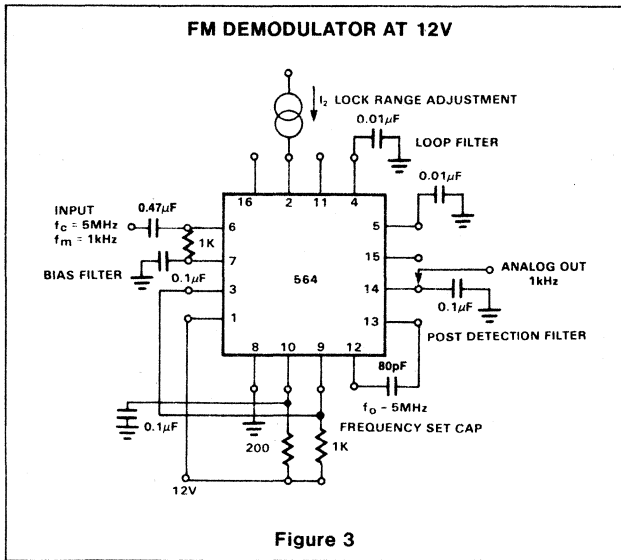 FM DEMODULATOR AT 12V
I₂ LOCK RANGE ADJUSTMENT
0.01μF
LOOP FILTER
0.01μF
16 2 11 4
INPUT
fc = 5MHz
fm = 1kHz
0.47μF
6
1K
7
BIAS FILTER
0.1μF
3
1
564
5
15
14
ANALOG OUT
1kHz
0.1μF
13
POST DETECTION FILTER
8 10 9 12
80pF
fo - 5MHz
FREQUENCY SET CAP
0.1μF
200
1K
12V
Figure 3